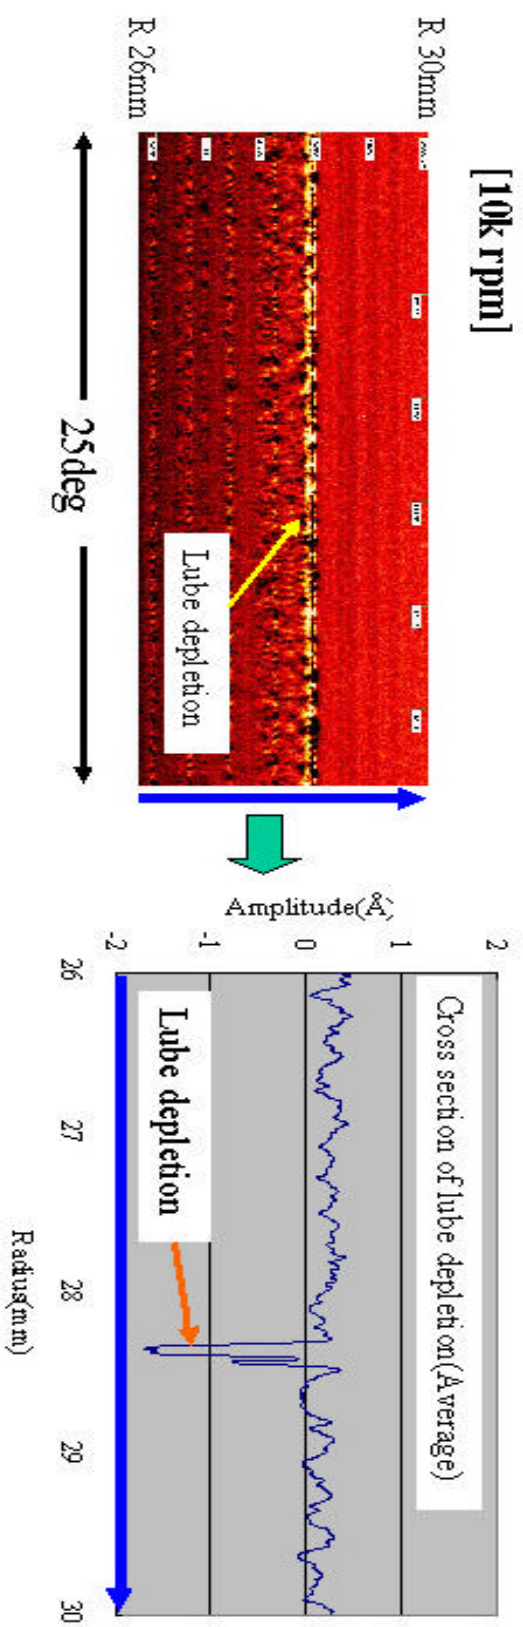 [10k rpm]
R 30mm
R 26mm
Lube depletion
25deg
Cross section of lube depletion(Average)
Amplitude(Å)
2
1
0
-1
-2
Lube depletion
26
27
28
29
30
Radius(mm)